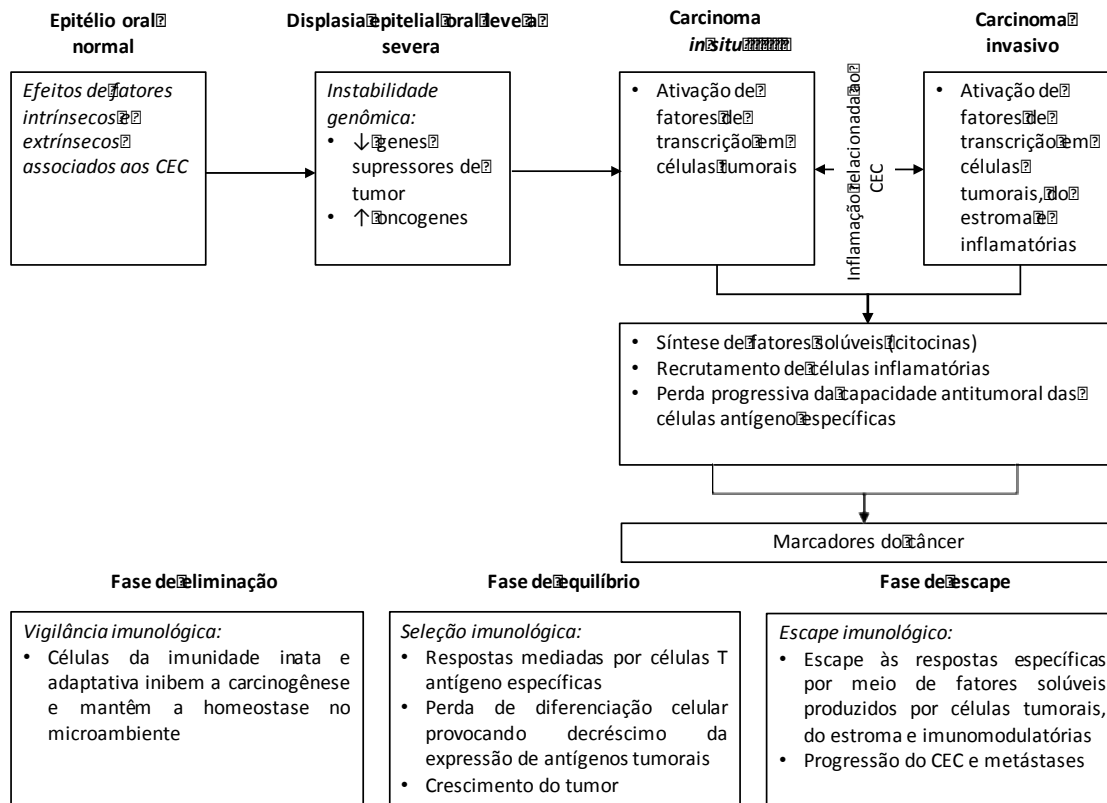 Epitélio oral
normal
Displasia epitelial oral leve a
severa
Carcinoma
in situ
Carcinoma
invasivo
Efeitos de fatores
intrínsecos e
extrínsecos
associados aos CEC
Instabilidade
genômica:
• ↓ genes
supressores de
tumor
• ↑ oncogenes
• Ativação de
fatores de
transcrição em
células tumorais
Inflamação relacionada ao
CEC
• Ativação de
fatores de
transcrição em
células
tumorais, do
estroma e
inflamatórias
• Síntese de fatores solúveis (citocinas)
• Recrutamento de células inflamatórias
• Perda progressiva da capacidade antitumoral das
células antígeno específicas
Marcadores do câncer
Fase de eliminação
Fase de equilíbrio
Fase de escape
Vigilância imunológica:
• Células da imunidade inata e
adaptativa inibem a carcinogênese
e mantêm a homeostase no
microambiente
Seleção imunológica:
• Respostas mediadas por células T
antígeno específicas
• Perda de diferenciação celular
provocando decréscimo da
expressão de antígenos tumorais
• Crescimento do tumor
Escape imunológico:
• Escape às respostas específicas
por meio de fatores solúveis
produzidos por células tumorais,
do estroma e imunomodulatórias
• Progressão do CEC e metástases